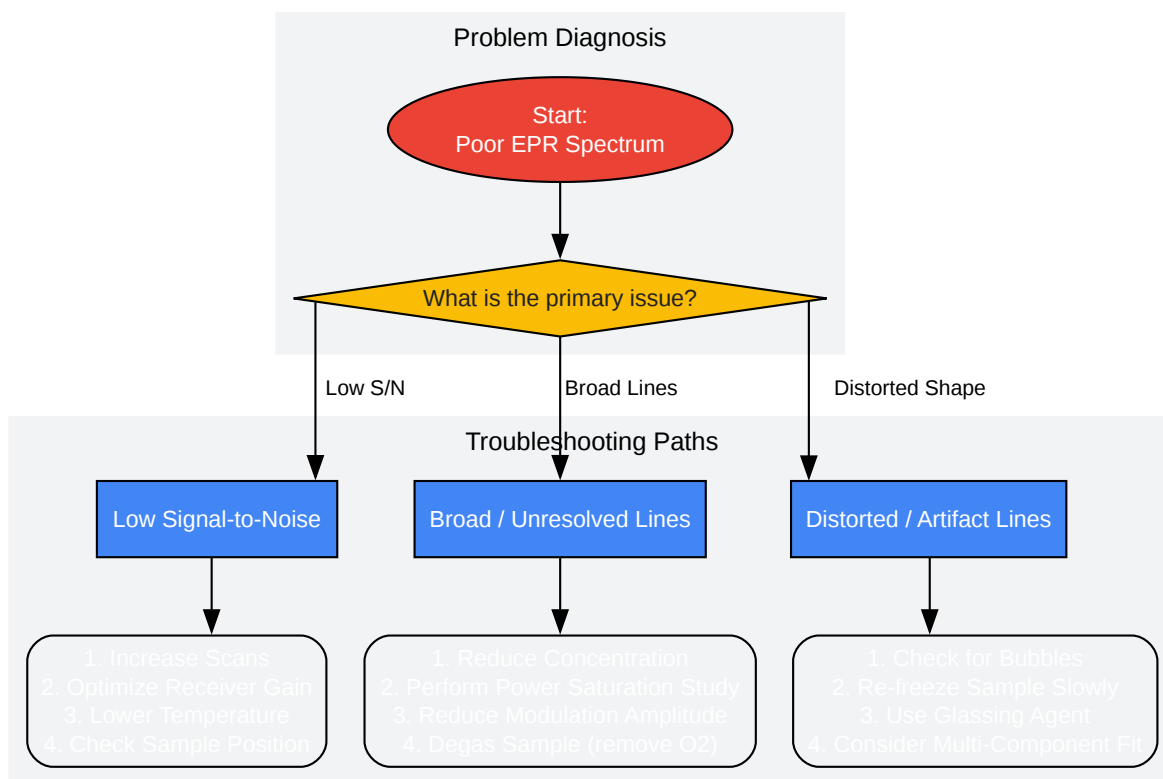 Problem Diagnosis
Start:
Poor EPR Spectrum
What is the primary issue?
Low S/N
Broad Lines
Distorted Shape
Troubleshooting Paths
Low Signal-to-Noise
Broad / Unresolved Lines
Distorted / Artifact Lines
1. Increase Scans
2. Optimize Receiver Gain
3. Lower Temperature
4. Check Sample Position
1. Reduce Concentration
2. Perform Power Saturation Study
3. Reduce Modulation Amplitude
4. Degas Sample (remove O2)
1. Check for Bubbles
2. Re-freeze Sample Slowly
3. Use Glassing Agent
4. Consider Multi-Component Fit